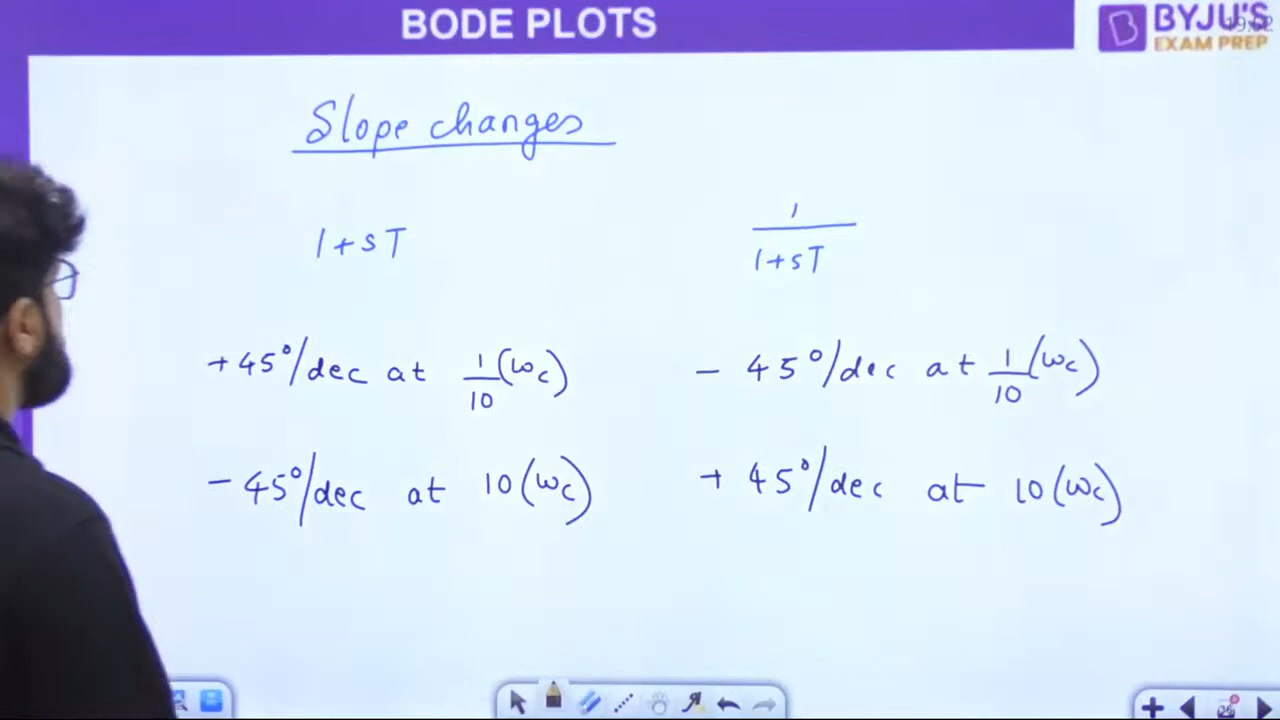 BODE PLOTS
BYJU'S
EXAM PREP
Slope changes
1+sT
1/(1+sT)
+45°/dec at 1/10 (ωc)
- 45°/dec at 1/10 (ωc)
-45°/dec at 10(ωc)
+ 45°/dec at 10(ωc)